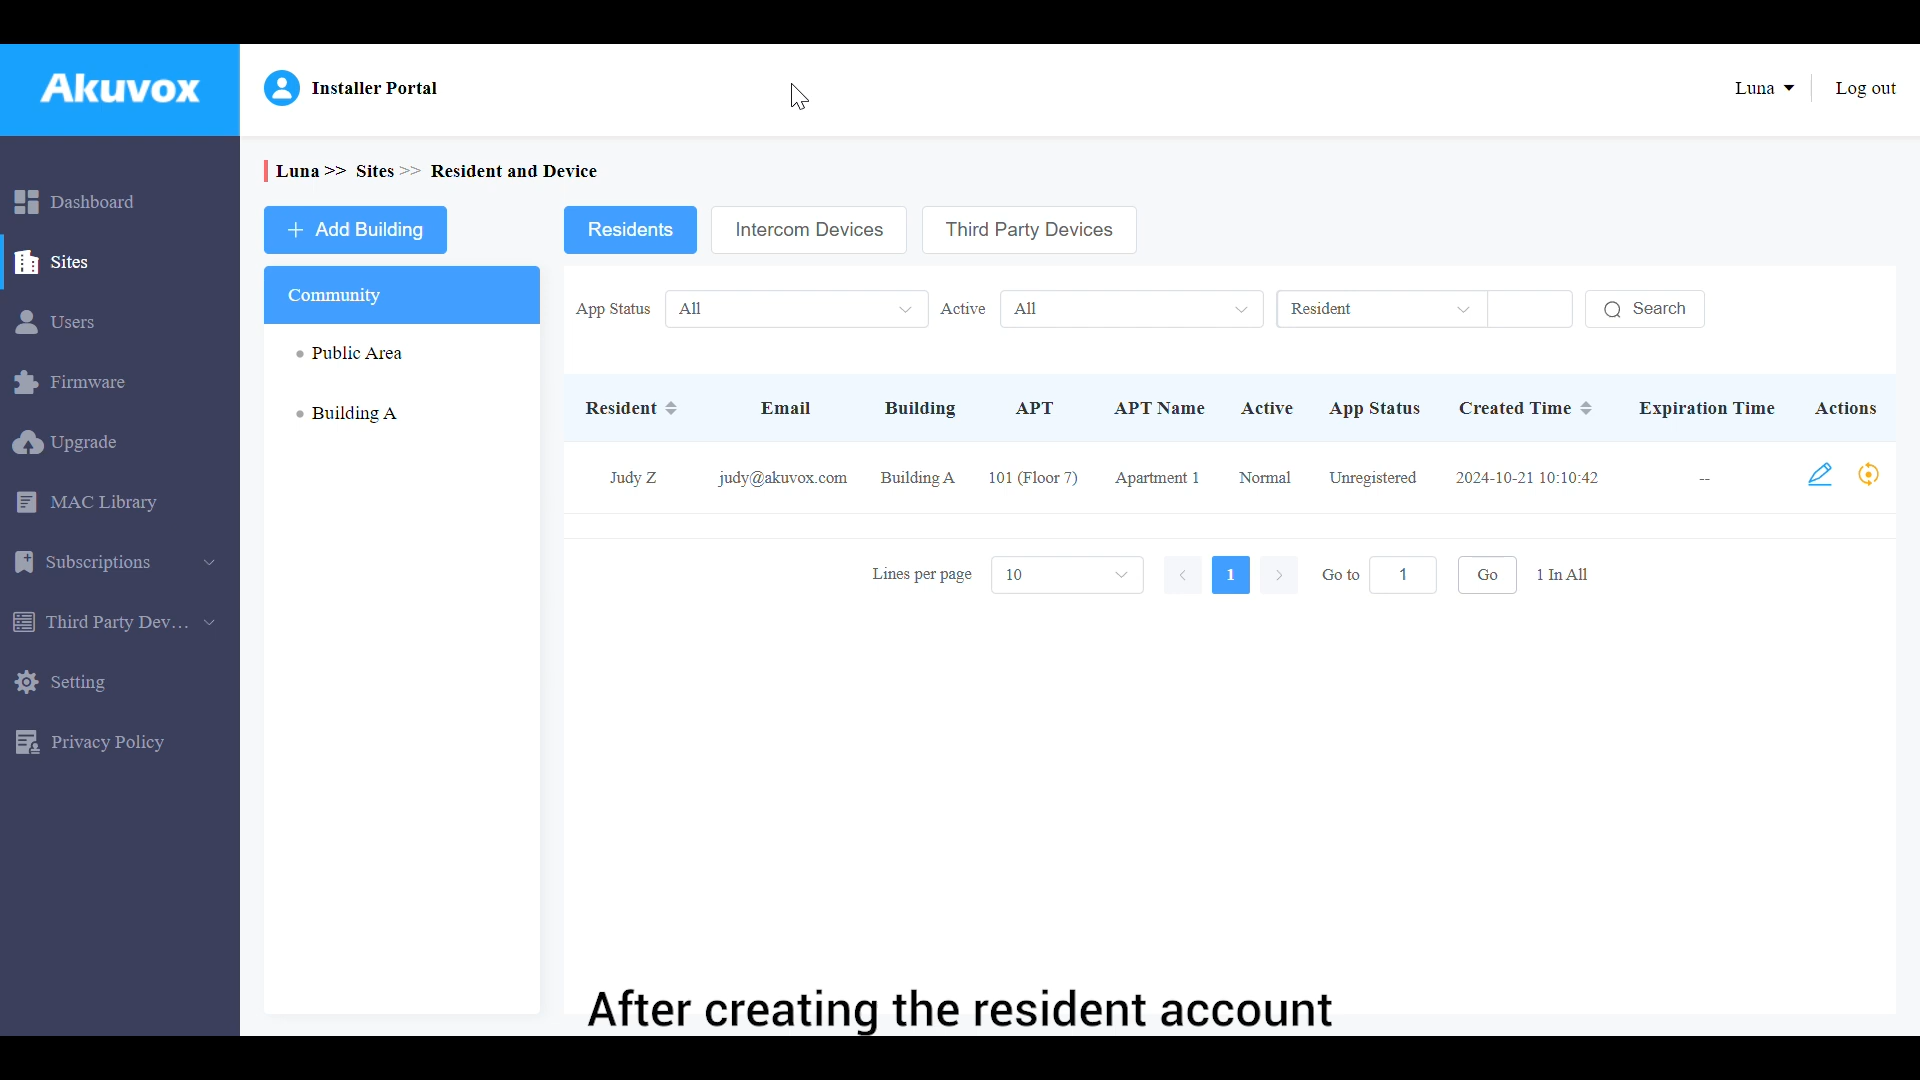 Akuvox
Installer Portal
Luna
Log out
Dashboard
Sites
Users
Firmware
Upgrade
MAC Library
Subscriptions
Third Party Dev...
Setting
Privacy Policy
Luna >> Sites >> Resident and Device
+ Add Building
Community
Public Area
Building A
Residents
Intercom Devices
Third Party Devices
App Status All Active All Resident Search
Resident Email Building APT APT Name Active App Status Created Time Expiration Time Actions
Judy Z judy@akuvox.com Building A 101 (Floor 7) Apartment 1 Normal Unregistered 2024-10-21 10:10:42 --
Lines per page 10 < 1 > Go to 1 Go 1 In All
After creating the resident account